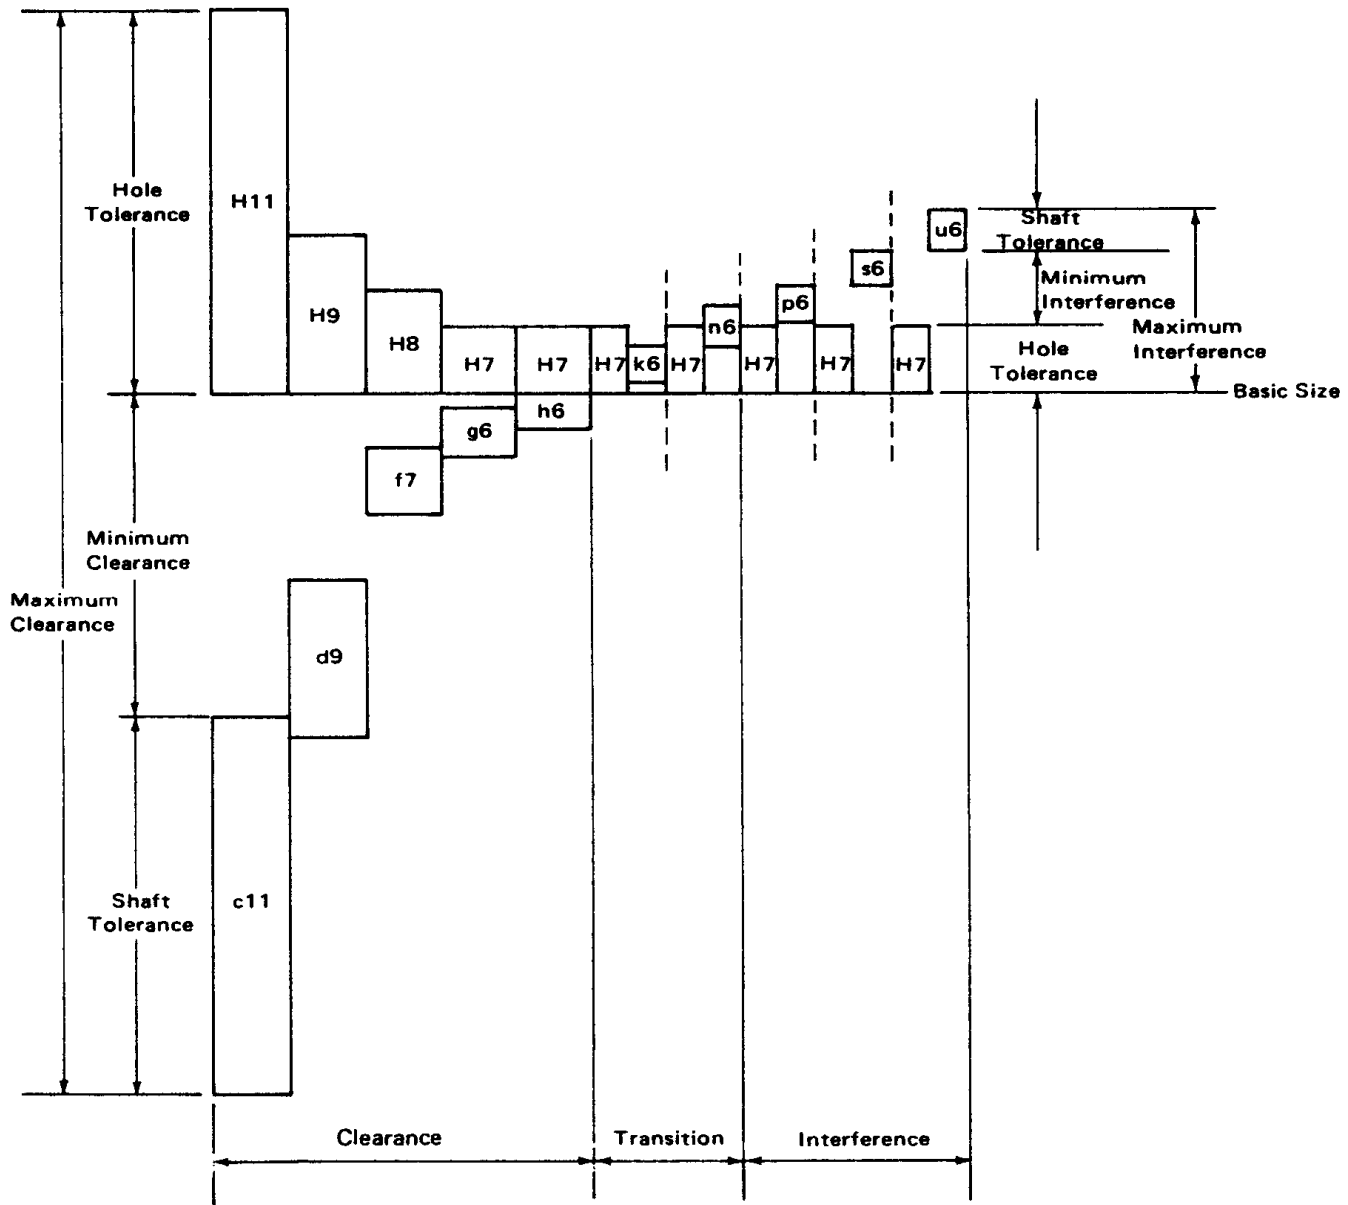 Hole
Tolerance
H11
H9
H8
H7
H7
H7
k6
H7
n6
H7
p6
H7
s6
H7
u6
Shaft
Tolerance
Minimum
Interference
Maximum
Interference
Hole
Tolerance
Basic Size
h6
g6
f7
Minimum
Clearance
Maximum
Clearance
d9
Shaft
Tolerance
c11
Clearance
Transition
Interference